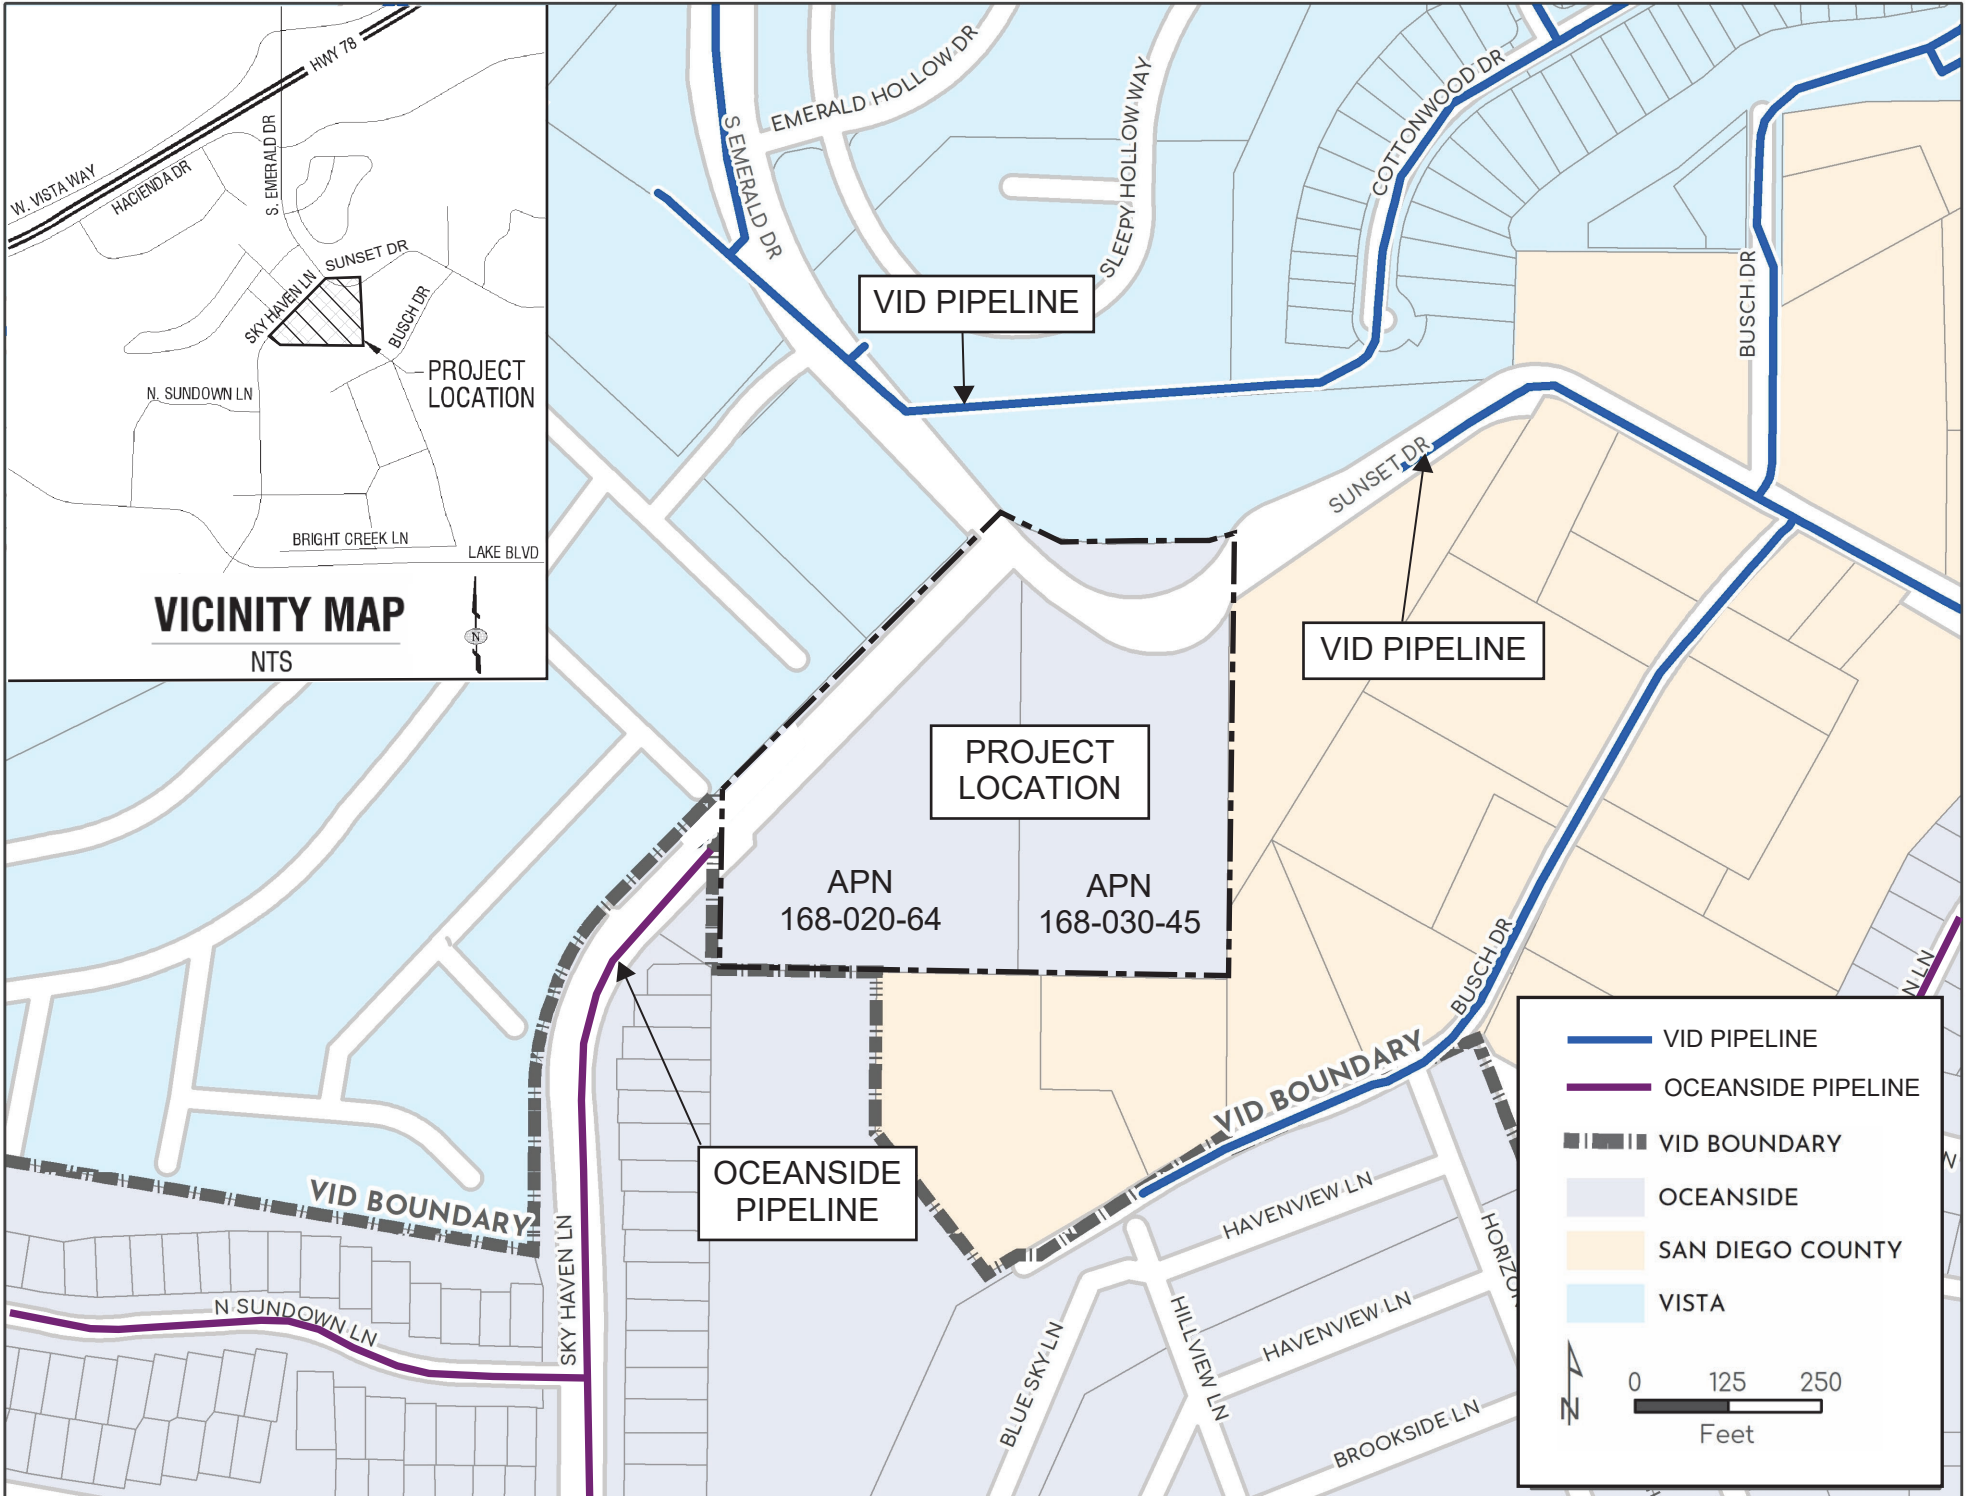 HWY 78
W. VISTA WAY
HACIENDA DR
S. EMERALD DR
SUNSET DR
SKY HAVEN LN
BUSCH DR
PROJECT
LOCATION
N. SUNDOWN LN
BRIGHT CREEK LN
LAKE BLVD
VICINITY MAP
NTS
N
S EMERALD DR
EMERALD HOLLOW DR
SLEEPY HOLLOW WAY
COTTONWOOD DR
BUSCH DR
VID PIPELINE
SUNSET DR
VID PIPELINE
PROJECT
LOCATION
APN
168-020-64
APN
168-030-45
BUSCH DR
VID BOUNDARY
OCEANSIDE
PIPELINE
VID BOUNDARY
SKY HAVEN LN
N SUNDOWN LN
HAVENVIEW LN
HAVENVIEW LN
HILLVIEW LN
BLUE SKY LN
BROOKSIDE LN
HORIZO
N LN
N
VID PIPELINE
OCEANSIDE PIPELINE
VID BOUNDARY
OCEANSIDE
SAN DIEGO COUNTY
VISTA
N
0 125 250
Feet